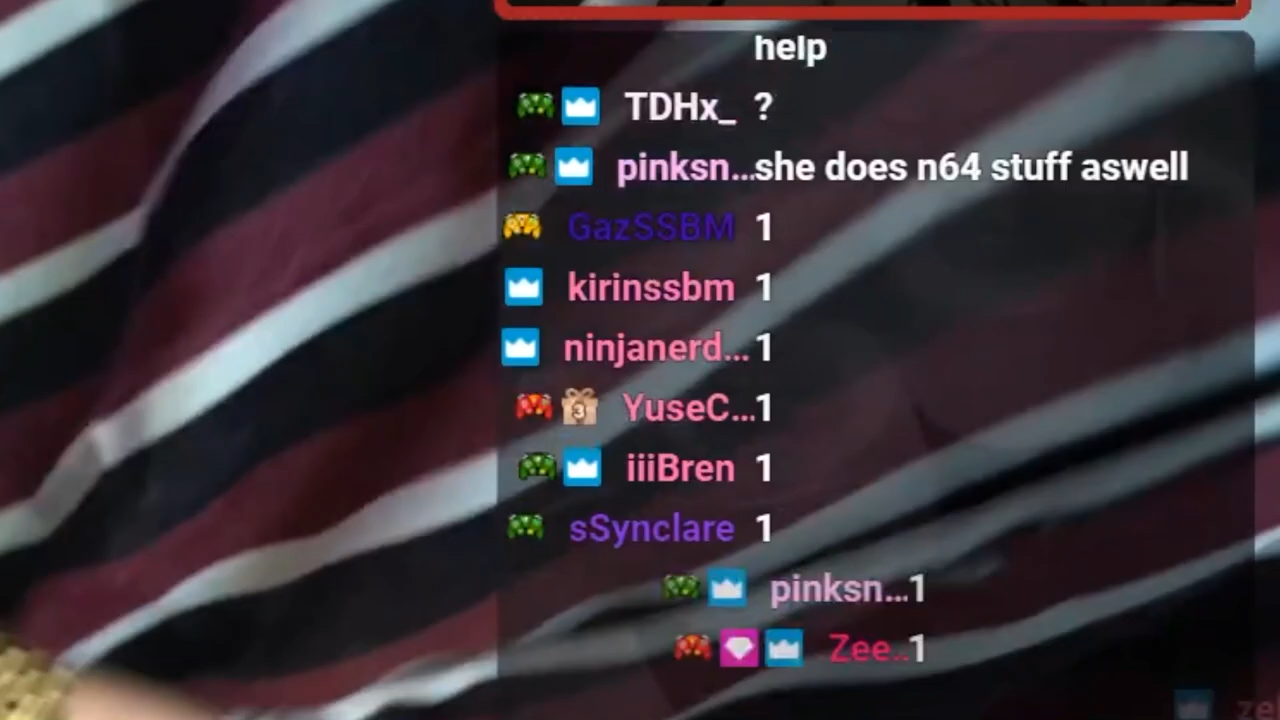 help
TDHx_ ?
pinksn…she does n64 stuff aswell
GazSSBM 1
kirinssbm 1
ninjanerd…1
3 YuseC…1
iiiBren 1
sSynclare 1
pinksn…1
Zee..1